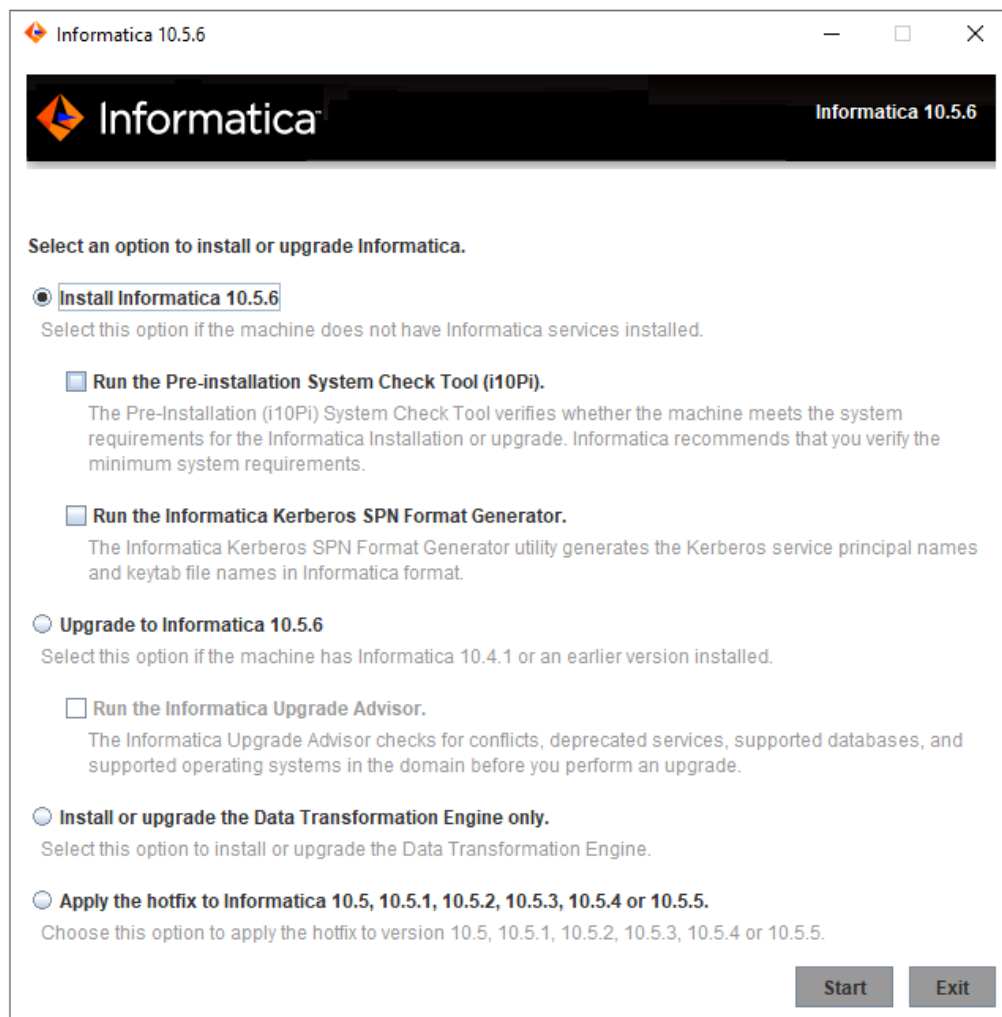 Informatica 10.5.6
Informatica™
Informatica 10.5.6
Select an option to install or upgrade Informatica.
Install Informatica 10.5.6
Select this option if the machine does not have Informatica services installed.
Run the Pre-installation System Check Tool (i10Pi).
The Pre-Installation (i10Pi) System Check Tool verifies whether the machine meets the system
requirements for the Informatica Installation or upgrade. Informatica recommends that you verify the
minimum system requirements.
Run the Informatica Kerberos SPN Format Generator.
The Informatica Kerberos SPN Format Generator utility generates the Kerberos service principal names
and keytab file names in Informatica format.
Upgrade to Informatica 10.5.6
Select this option if the machine has Informatica 10.4.1 or an earlier version installed.
Run the Informatica Upgrade Advisor.
The Informatica Upgrade Advisor checks for conflicts, deprecated services, supported databases, and
supported operating systems in the domain before you perform an upgrade.
Install or upgrade the Data Transformation Engine only.
Select this option to install or upgrade the Data Transformation Engine.
Apply the hotfix to Informatica 10.5, 10.5.1, 10.5.2, 10.5.3, 10.5.4 or 10.5.5.
Choose this option to apply the hotfix to version 10.5, 10.5.1, 10.5.2, 10.5.3, 10.5.4 or 10.5.5.
Start Exit